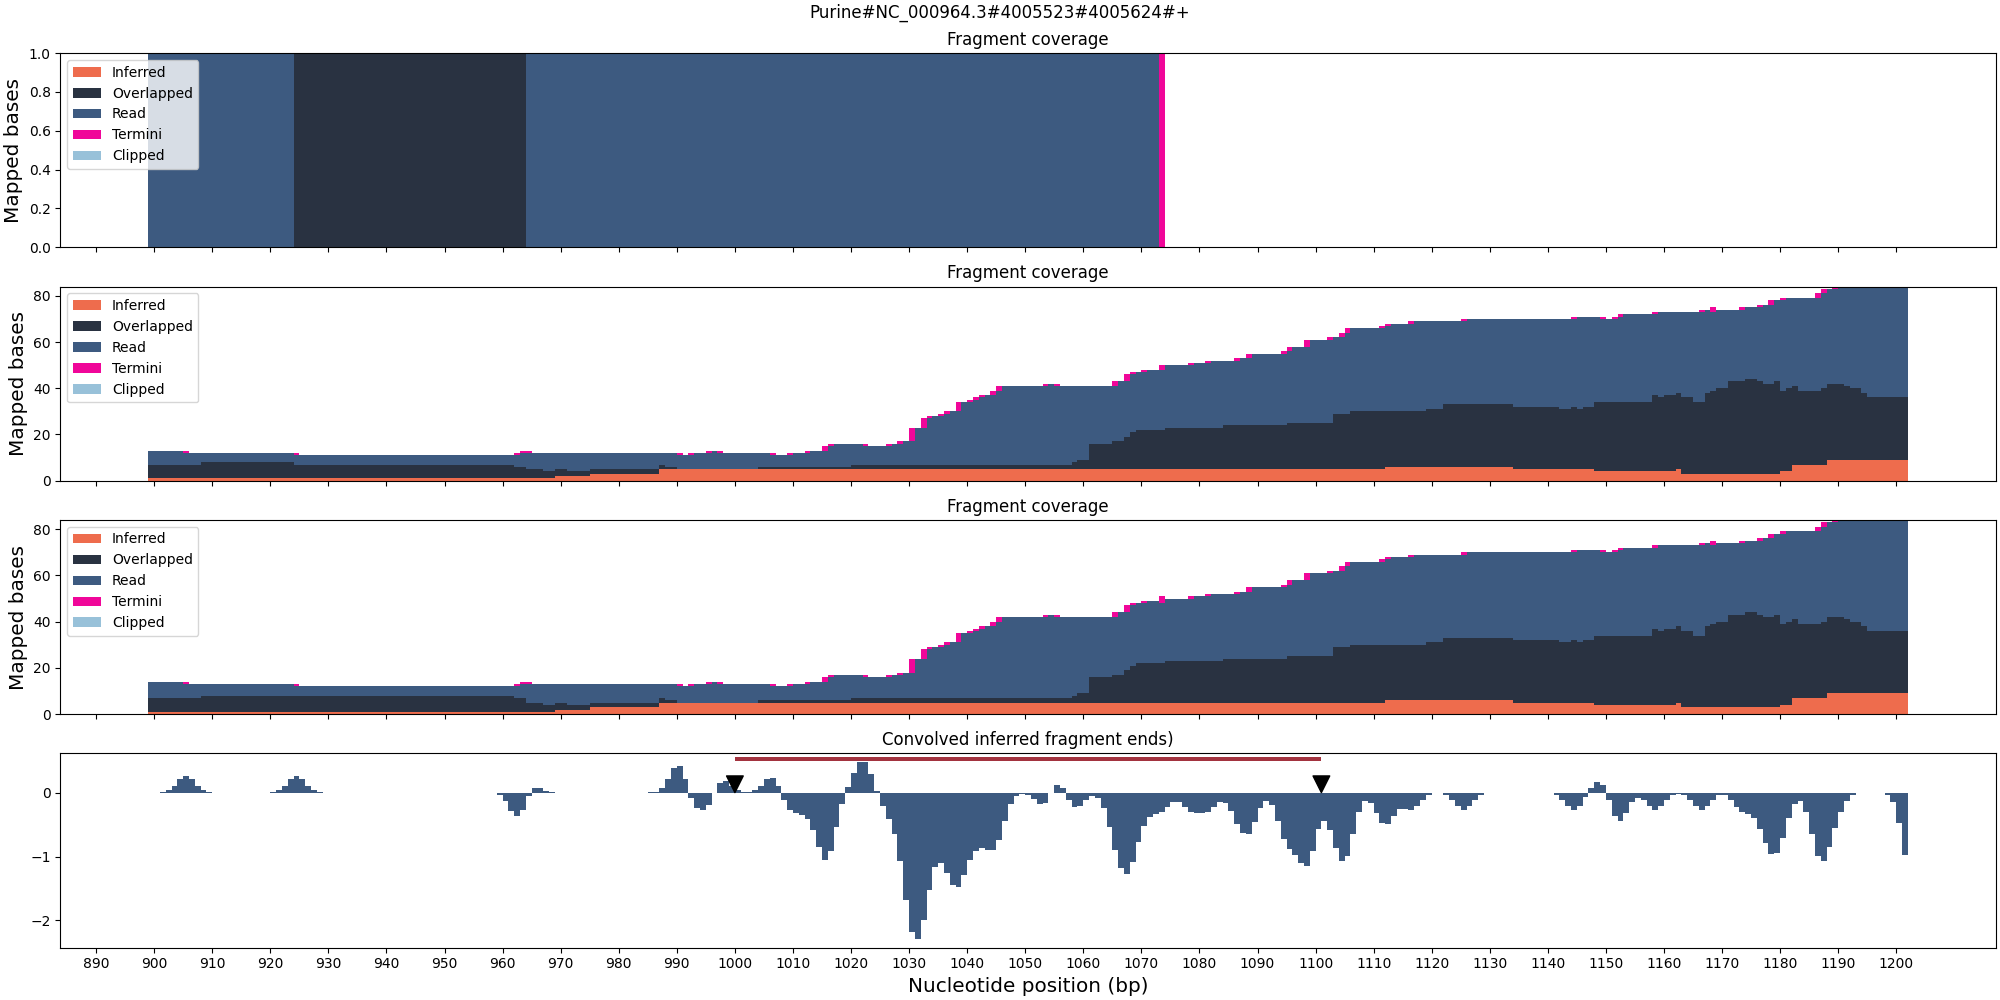 Purine#NC_000964.3#4005523#4005624#+
Fragment coverage
Mapped bases
1.0
0.8
0.6
0.4
0.2
0.0
Inferred
Overlapped
Read
Termini
Clipped
Fragment coverage
Mapped bases
80
60
40
20
0
Inferred
Overlapped
Read
Termini
Clipped
Fragment coverage
Mapped bases
80
60
40
20
0
Inferred
Overlapped
Read
Termini
Clipped
Convolved inferred fragment ends)
0
−1
−2
890 900 910 920 930 940 950 960 970 980 990 1000 1010 1020 1030 1040 1050 1060 1070 1080 1090 1100 1110 1120 1130 1140 1150 1160 1170 1180 1190 1200
Nucleotide position (bp)